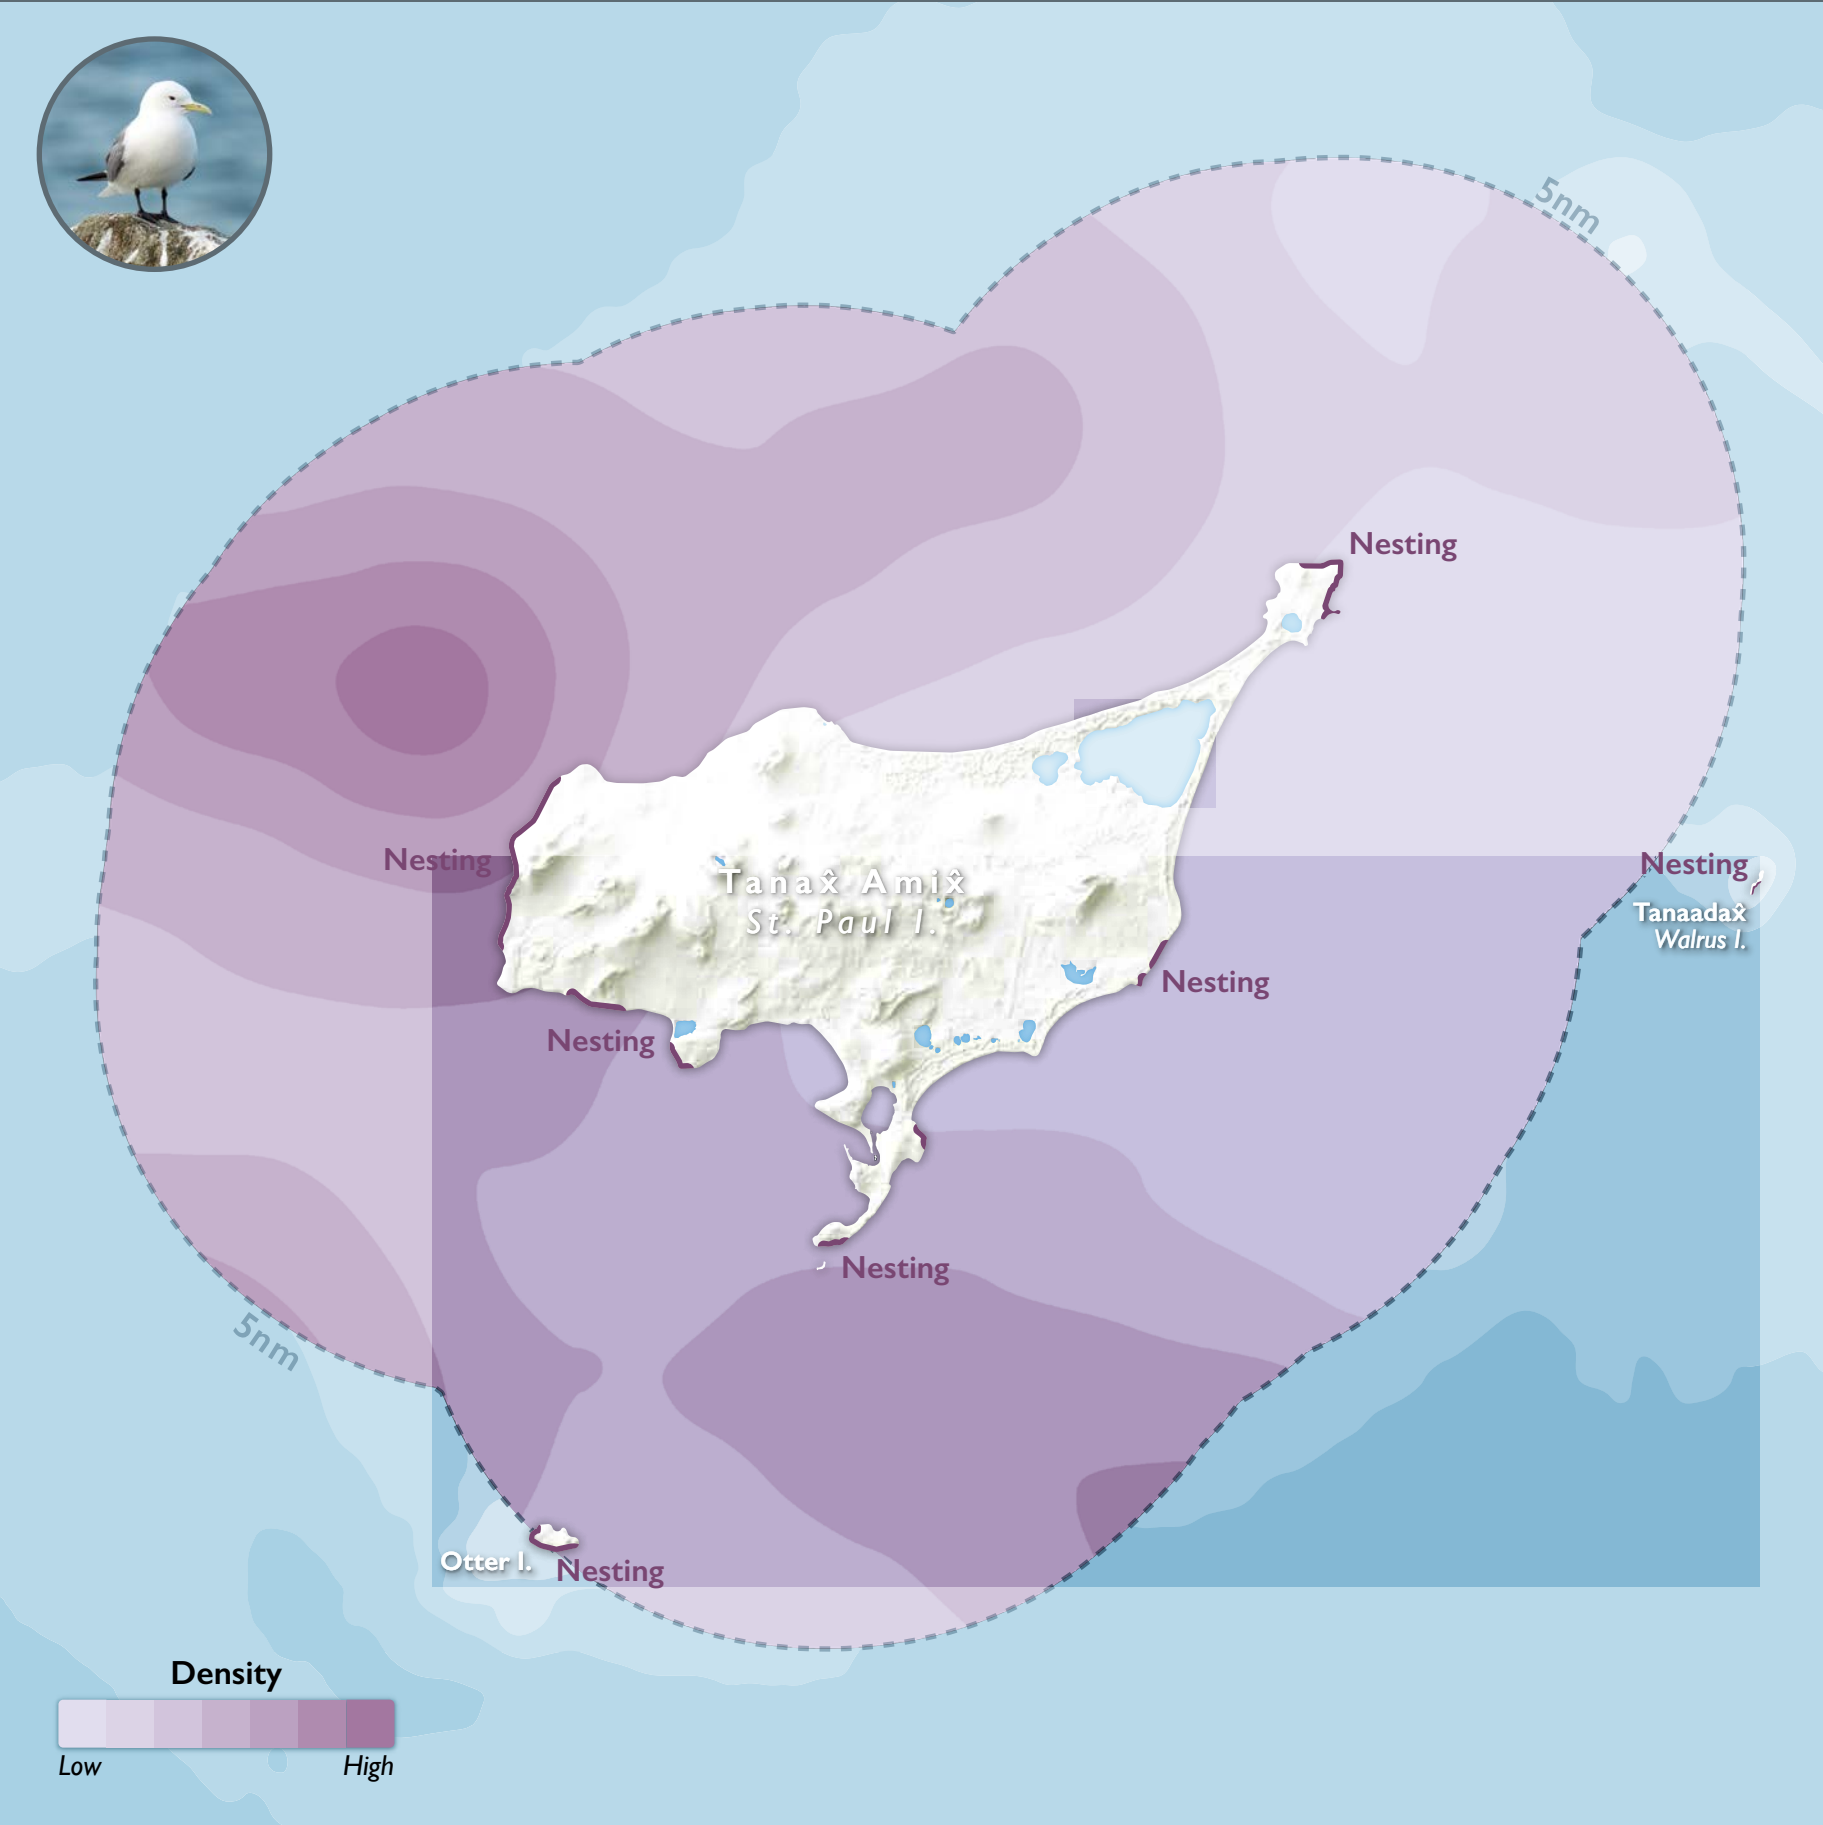 5nm
Nesting
Nesting
Nesting
Tanax̂ Amix̂
St. Paul I.
Tanaadax̂
Walrus I.
Nesting
Nesting
Nesting
5nm
Otter I.
Nesting
Density
Low
High